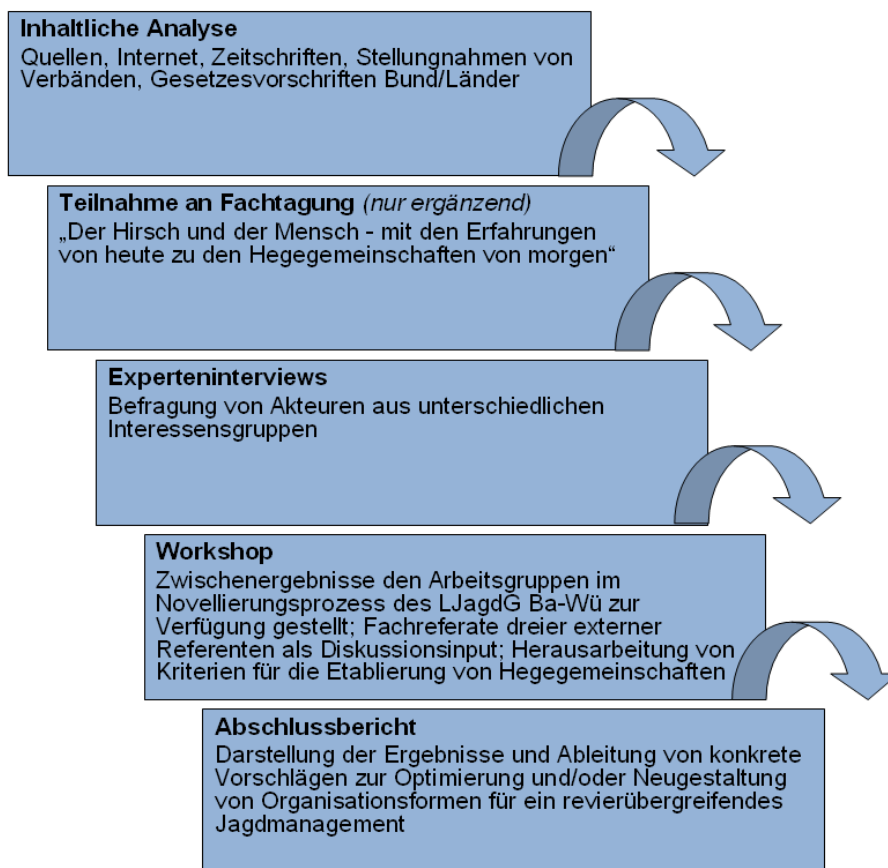 Inhaltliche Analyse
Quellen, Internet, Zeitschriften, Stellungnahmen von
Verbänden, Gesetzesvorschriften Bund/Länder
Teilnahme an Fachtagung (nur ergänzend)
„Der Hirsch und der Mensch - mit den Erfahrungen
von heute zu den Hegegemeinschaften von morgen“
Experteninterviews
Befragung von Akteuren aus unterschiedlichen
Interessensgruppen
Workshop
Zwischenergebnisse den Arbeitsgruppen im
Novellierungsprozess des LJagdG Ba-Wü zur
Verfügung gestellt; Fachreferate dreier externer
Referenten als Diskussionsinput; Herausarbeitung von
Kriterien für die Etablierung von Hegegemeinschaften
Abschlussbericht
Darstellung der Ergebnisse und Ableitung von konkrete
Vorschlägen zur Optimierung und/oder Neugestaltung
von Organisationsformen für ein revierübergreifendes
Jagdmanagement